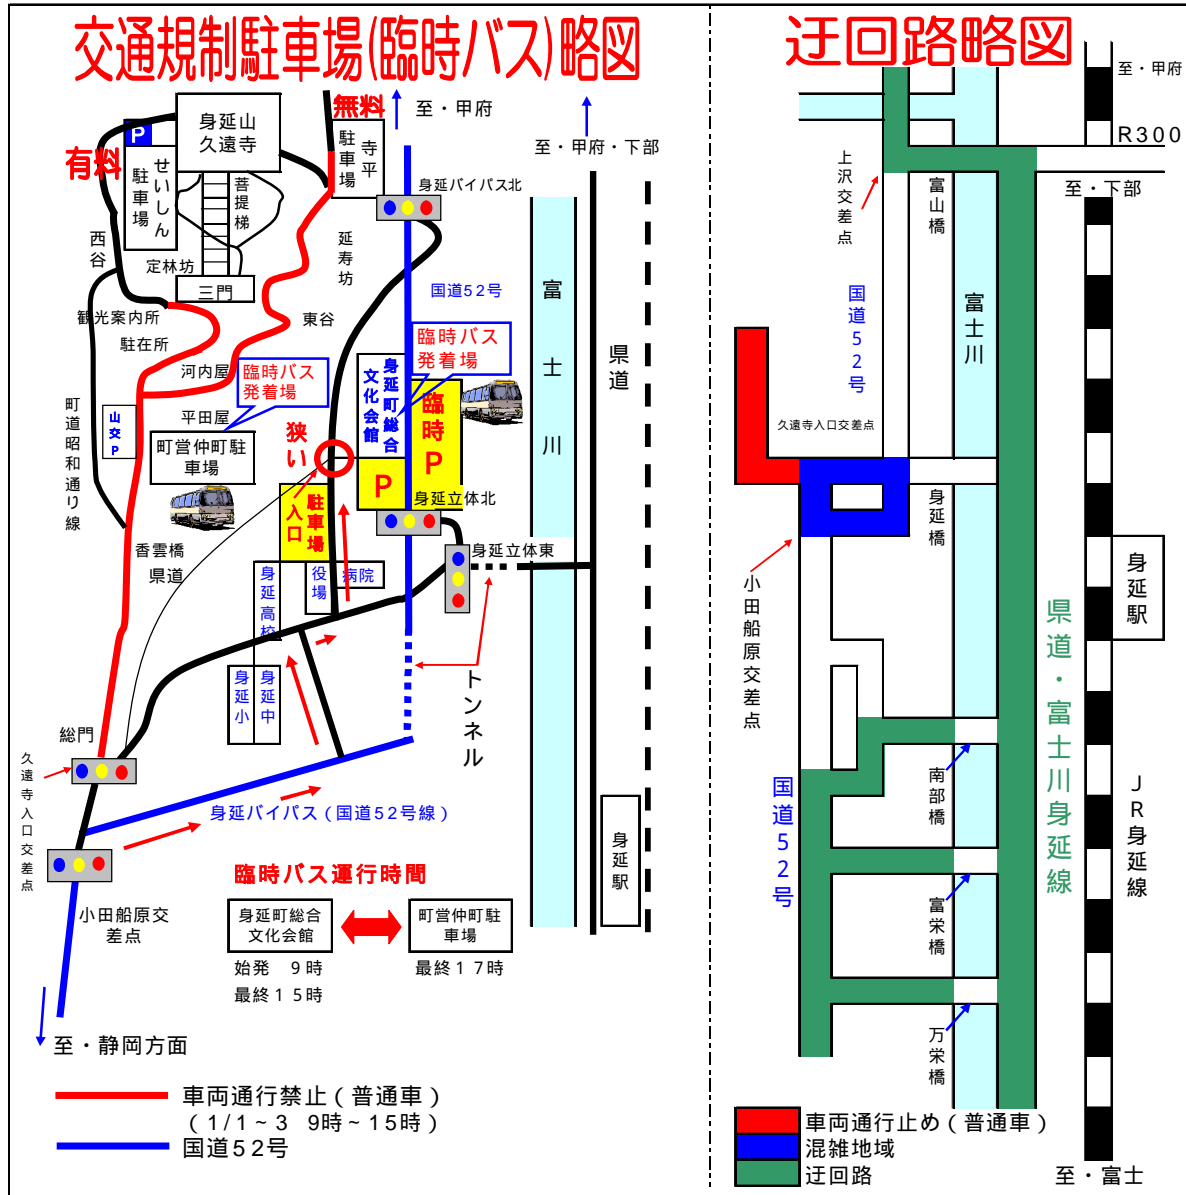 交通規制駐車場(臨時バス)略図
無料
至・甲府
身延山
久遠寺
P
有料
せいしん
駐車場
菩提梯
寺平
駐車場
至・甲府・下部
身延バイパス北
西谷
定林坊
三門
延寿坊
国道52号
富士川
県道
観光案内所
駐在所
東谷
河内屋
臨時バス
発着場
臨時バス
発着場
身延町総合
文化会館
臨時P
町道昭和通り線
山交P
平田屋
町営仲町駐
車場
狭い
P
身延立体北
駐車場
入口
香雲橋
県道
身延立体東
身延高校
役場
病院
身延小
身延中
トンネル
総門
久遠寺入口交差点
身延バイパス(国道52号線)
身延駅
臨時バス運行時間
小田船原交
差点
身延町総合
文化会館
町営仲町駐
車場
始発 9時
最終17時
最終15時
至・静岡方面
車両通行禁止(普通車)
(1/1~3 9時~15時)
国道52号
迂回路略図
至・甲府
R300
上沢交差点
富山橋
至・下部
国道52号
富士川
久遠寺入口交差点
身延橋
小田船原交差点
身延駅
県道・富士川身延線
国道52号
南部橋
JR身延線
富栄橋
万栄橋
車両通行止め(普通車)
混雑地域
迂回路
至・富士